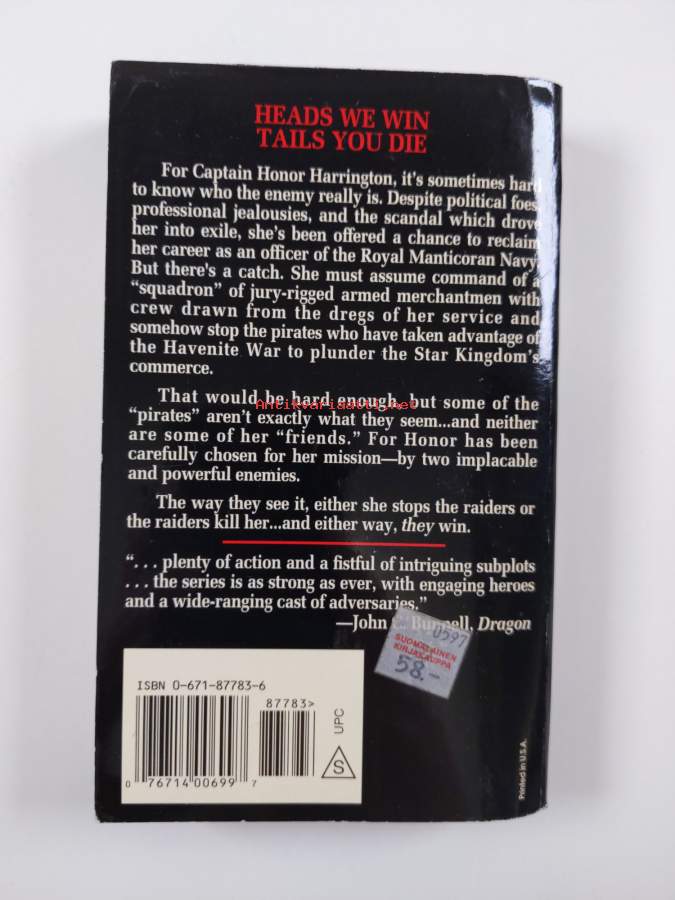 HEADS WE WIN
TAILS YOU DIE
For Captain Honor Harrington, it's sometimes hard
to know who the enemy really is. Despite political foes,
professional jealousies, and the scandal which drove
her into exile, she's been offered a chance to reclaim
her career as an officer of the Royal Manticoran Navy.
But there's a catch. She must assume command of a
“squadron” of jury-rigged armed merchantmen with
crew drawn from the dregs of her service and
somehow stop the pirates who have taken advantage of
the Havenite War to plunder the Star Kingdom's
commerce.
That would be hard enough, but some of the
Antikvariaatti.net
“pirates” aren't exactly what they seem...and neither
are some of her “friends.” For Honor has been
carefully chosen for her mission—by two implacable
and powerful enemies.
The way they see it, either she stops the raiders or
the raiders kill her...and either way, they win.
“. . . plenty of action and a fistful of intriguing subplots
. . . the series is as strong as ever, with engaging heroes
and a wide-ranging cast of adversaries.”
—John Dragon
0597
SUOMALAINEN
KIRJAKAUPPA
58.-
ISBN 0-671-87783-6
87783>
UPC
S
0 76714 00699 7
Printed in U.S.A.